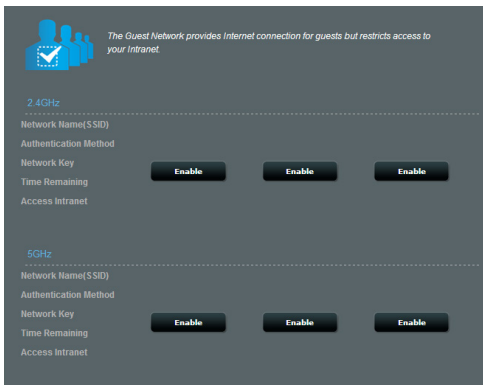 The Guest Network provides Internet connection for guests but restricts access to
your Intranet.
2.4GHz
Network Name(SSID)
Authentication Method
Network Key
Enable Enable Enable
Time Remaining
Access Intranet
5GHz
Network Name(SSID)
Authentication Method
Network Key
Enable Enable Enable
Time Remaining
Access Intranet